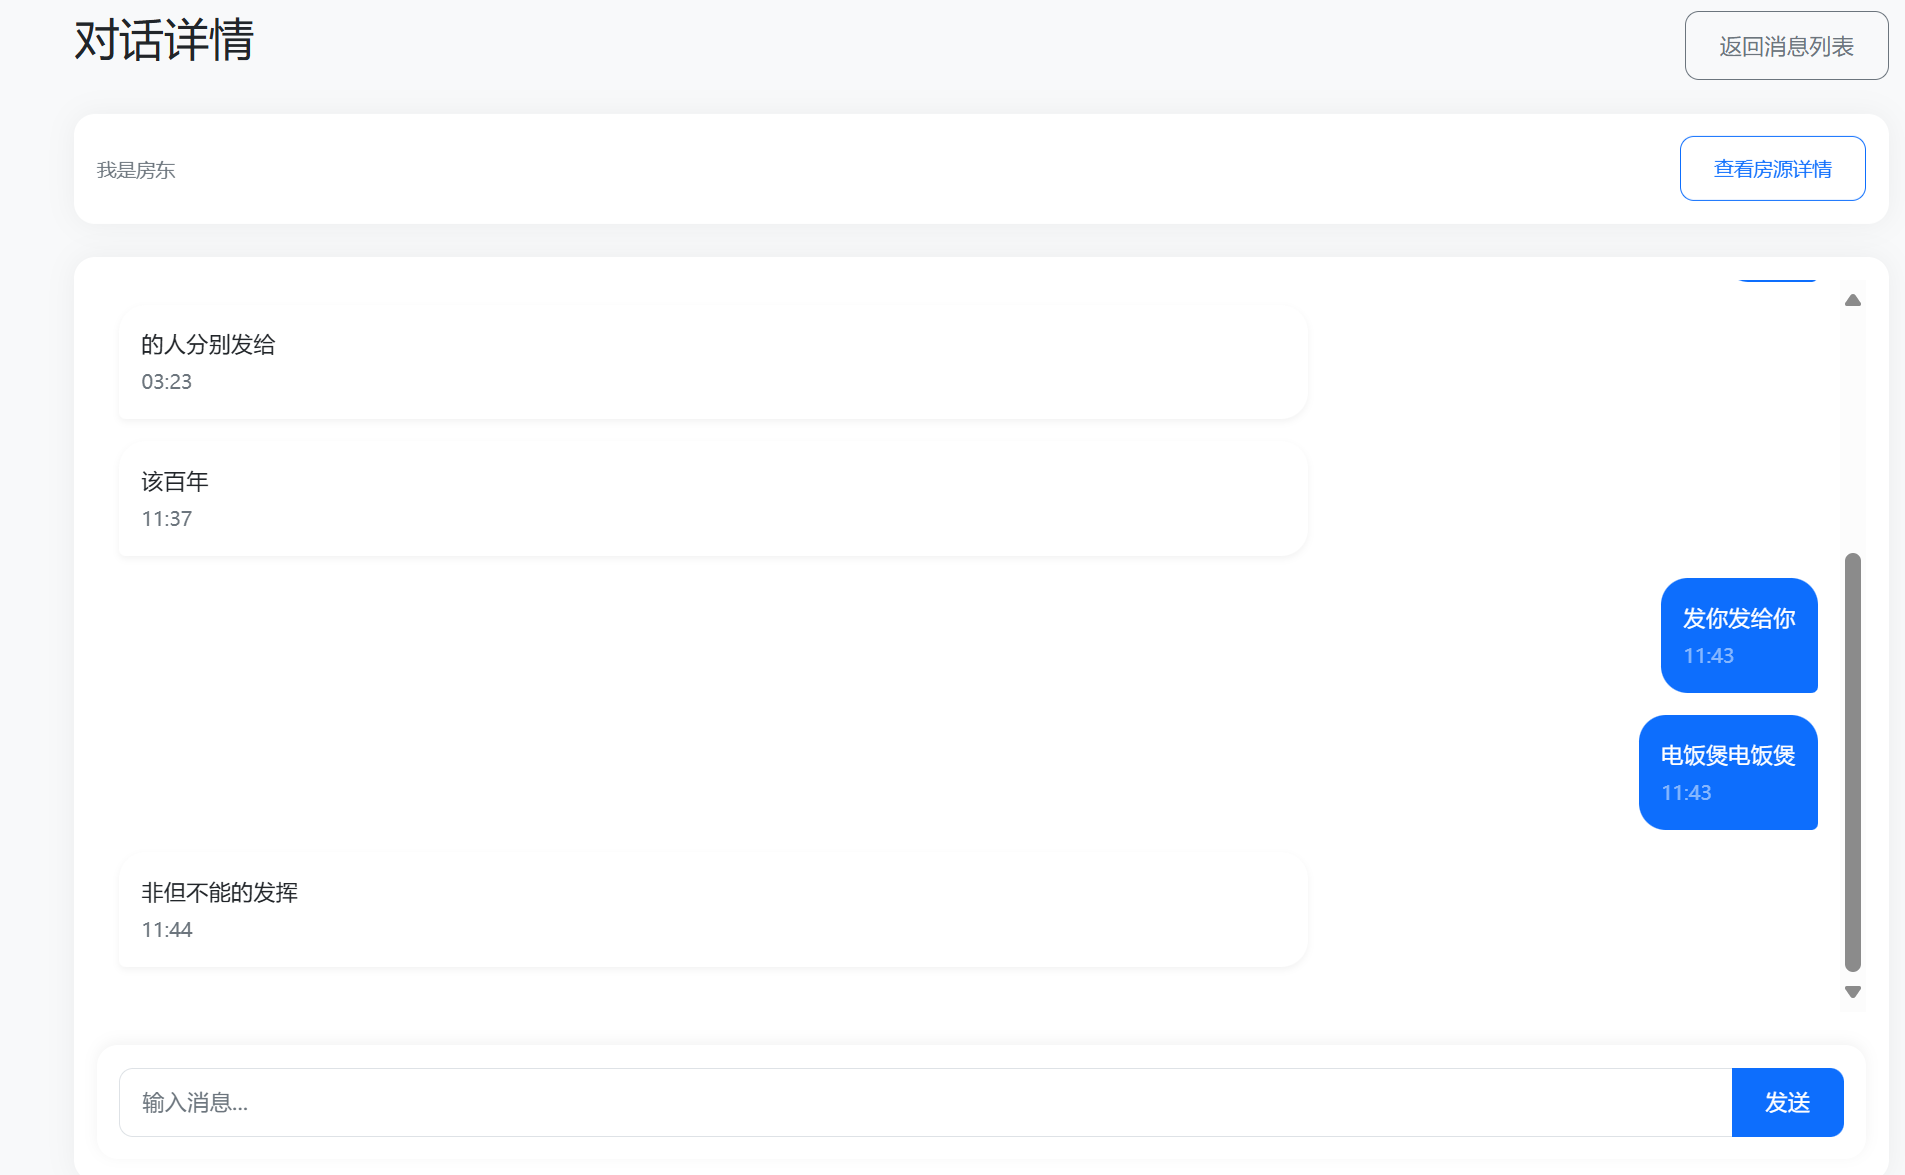 对话详情
返回消息列表
我是房东
查看房源详情
的人分别发给
03:23
该百年
11:37
发你发给你
11:43
电饭煲电饭煲
11:43
非但不能的发挥
11:44
输入消息...
发送